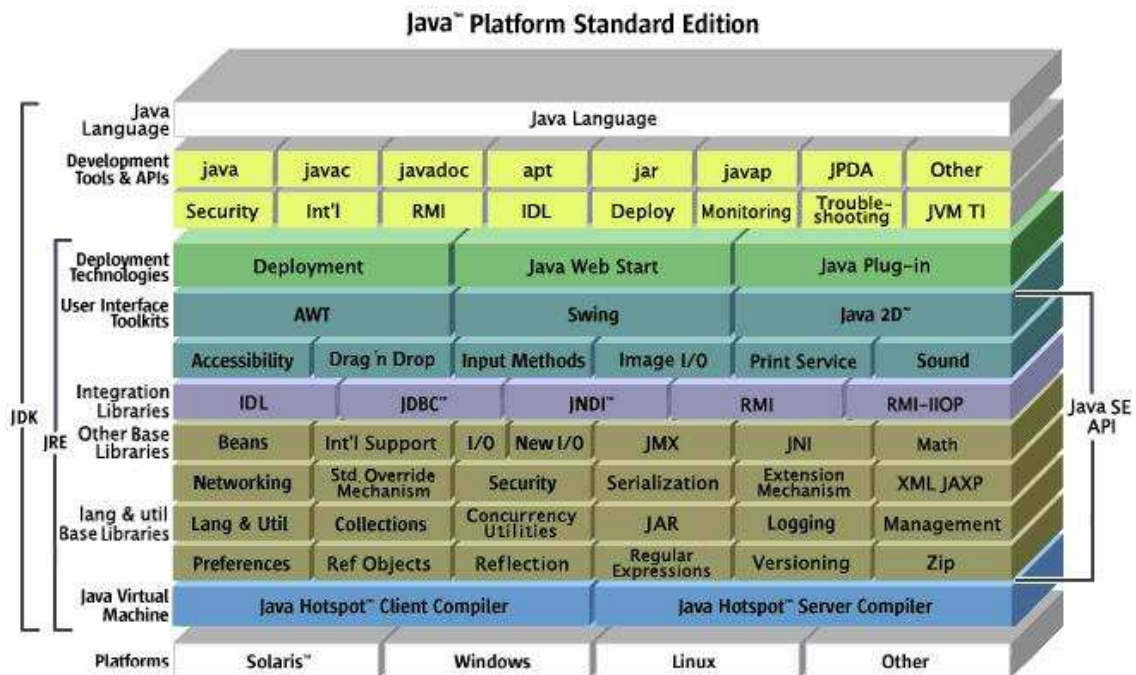 Java™ Platform Standard Edition
Java
Language
Java Language
Development
Tools & APIs
java javac javadoc apt jar javap JPDA Other
Security Int'l RMI IDL Deploy Monitoring Trouble-
shooting JVM TI
Deployment
Technologies
Deployment Java Web Start Java Plug-in
User Interface
Toolkits
AWT Swing Java 2D™
Accessibility Drag 'n Drop Input Methods Image I/O Print Service Sound
Integration
Libraries
IDL JDBC™ JNDI™ RMI RMI-IIOP
JDK
JRE
Java SE
API
Other Base
Libraries
Beans Int'l Support I/O New I/O JMX JNI Math
Networking Std. Override
Mechanism Security Serialization Extension
Mechanism XML JAXP
lang & util
Base Libraries
Lang & Util Collections Concurrency
Utilities JAR Logging Management
Preferences Ref Objects Reflection Regular
Expressions Versioning Zip
Java Virtual
Machine
Java Hotspot™ Client Compiler Java Hotspot™ Server Compiler
Platforms
Solaris™ Windows Linux Other